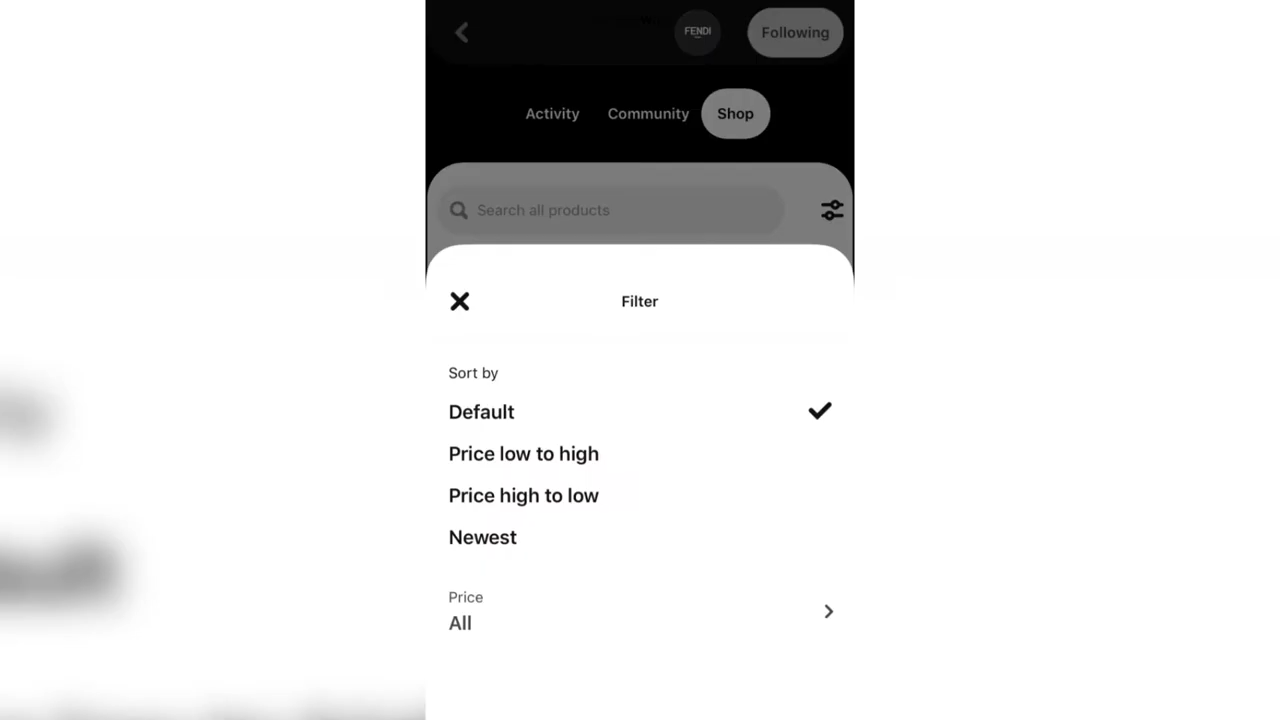 FENDI
Following
Activity
Community
Shop
Search all products
Filter
Sort by
Default
Price low to high
Price high to low
Newest
Price
All